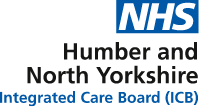 NHS
Humber and
North Yorkshire
Integrated Care Board (ICB)